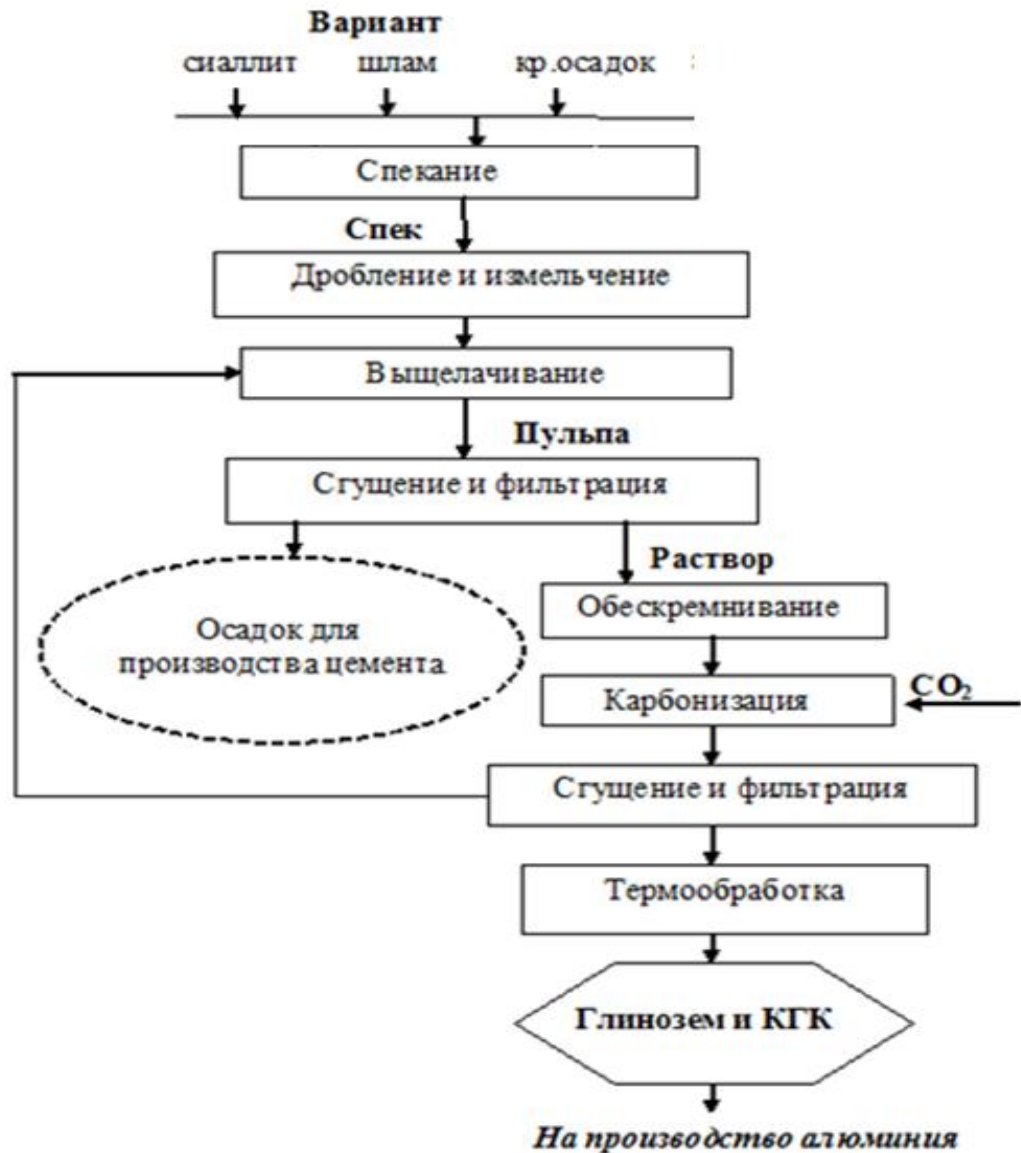 Вариант
сиаллит шлам кр.осадок
Спекание
Спек
Дробление и измельчение
Выщелачивание
Пульпа
Сгущение и фильтрация
Раствор
Обескремнивание
Осадок для
производства цемента
CO₂
Карбонизация
Сгущение и фильтрация
Термообработка
Глинозем и КГК
На производство алюминия